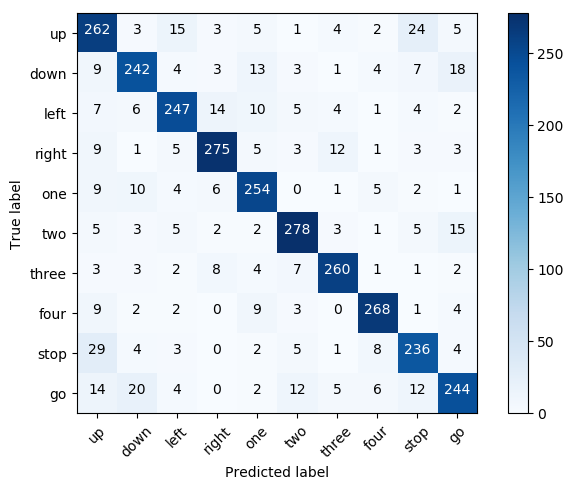 up 262 3 15 3 5 1 4 2 24 5
down 9 242 4 3 13 3 1 4 7 18
left 7 6 247 14 10 5 4 1 4 2
right 9 1 5 275 5 3 12 1 3 3
one 9 10 4 6 254 0 1 5 2 1
two 5 3 5 2 2 278 3 1 5 15
three 3 3 2 8 4 7 260 1 1 2
four 9 2 2 0 9 3 0 268 1 4
stop 29 4 3 0 2 5 1 8 236 4
go 14 20 4 0 2 12 5 6 12 244
up down left right one two three four stop go
True label
Predicted label
250
200
150
100
50
0